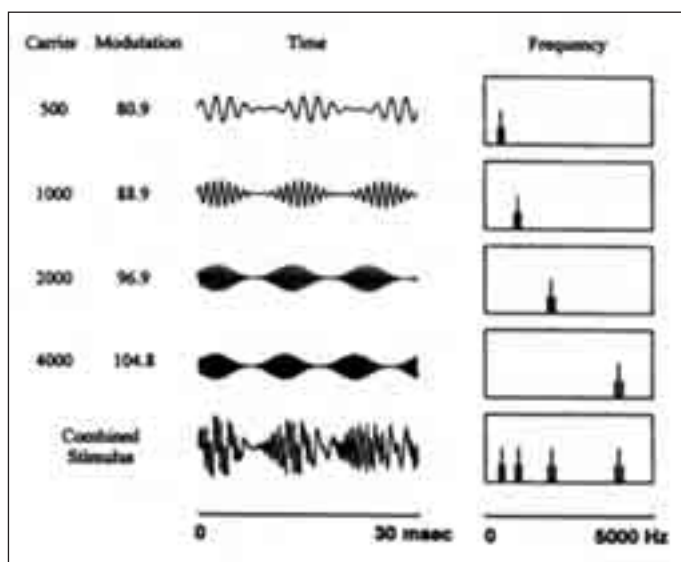 Carrier Modulation Time Frequency
500 80.9
1000 88.9
2000 96.9
4000 104.8
Combined
Stimulus
0 30 msec 0 5000 Hz